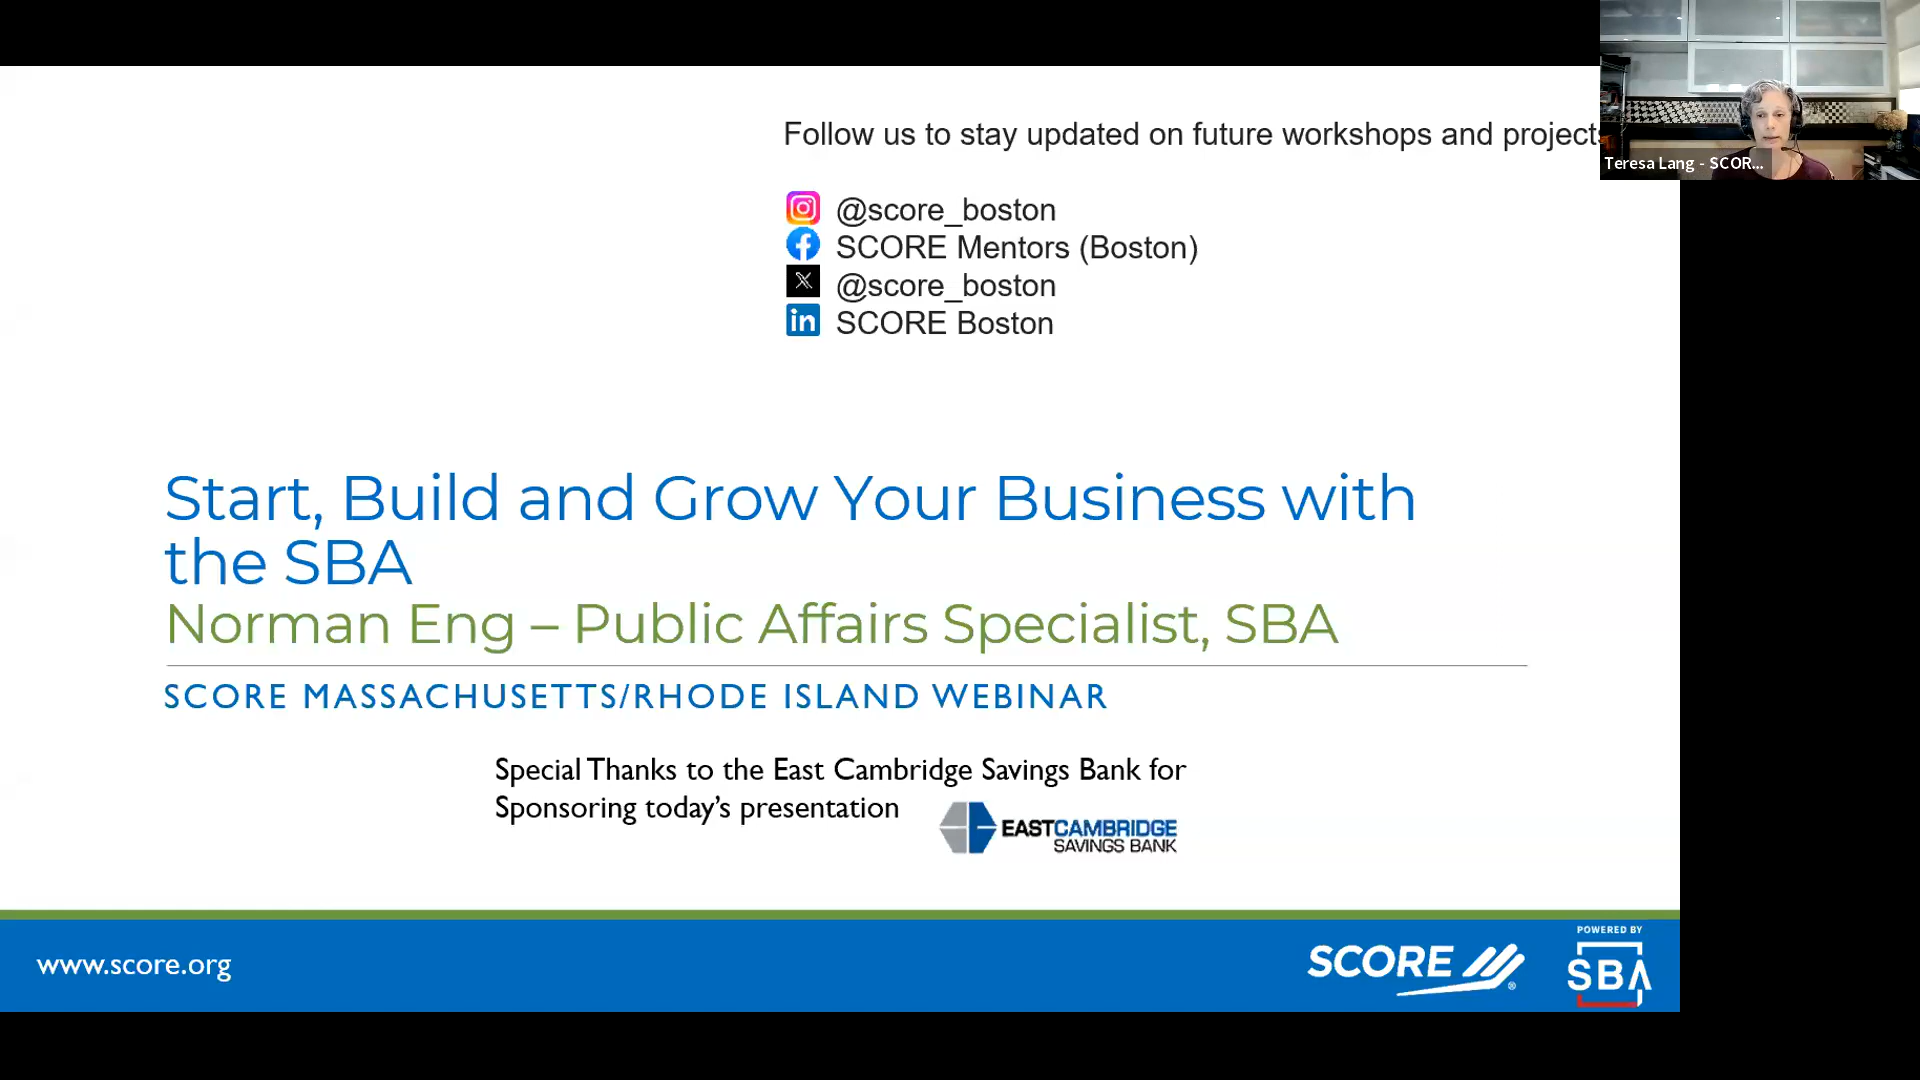 Follow us to stay updated on future workshops and projects
Teresa Lang - SCOR...
@score_boston
SCORE Mentors (Boston)
@score_boston
SCORE Boston
Start, Build and Grow Your Business with
the SBA
Norman Eng – Public Affairs Specialist, SBA
SCORE MASSACHUSETTS/RHODE ISLAND WEBINAR
Special Thanks to the East Cambridge Savings Bank for
Sponsoring today's presentation
EASTCAMBRIDGE
SAVINGS BANK
www.score.org
SCORE
®
POWERED BY
SBA